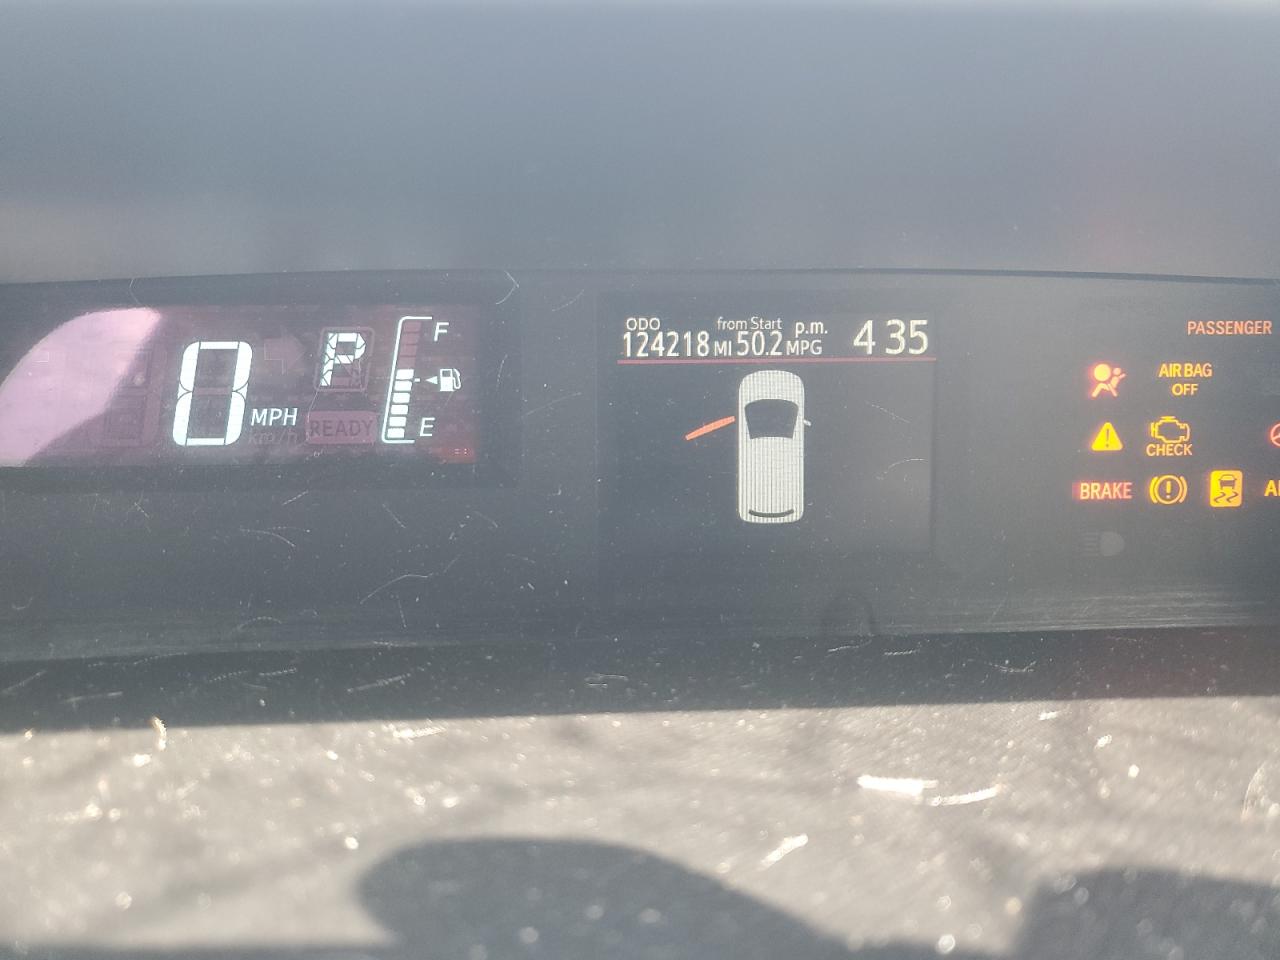 0 MPH
km/h
P
READY
F
E
ODO from Start p.m. 4 35
124218 MI 50.2 MPG
PASSENGER
AIR BAG
OFF
CHECK
BRAKE